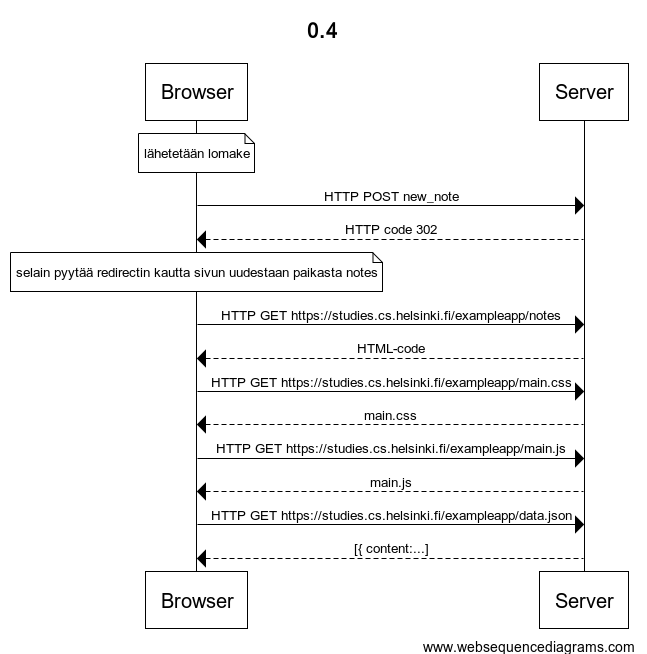 0.4
Browser
Server
lähetetään lomake
HTTP POST new_note
HTTP code 302
selain pyytää redirectin kautta sivun uudestaan paikasta notes
HTTP GET https://studies.cs.helsinki.fi/exampleapp/notes
HTML-code
HTTP GET https://studies.cs.helsinki.fi/exampleapp/main.css
main.css
HTTP GET https://studies.cs.helsinki.fi/exampleapp/main.js
main.js
HTTP GET https://studies.cs.helsinki.fi/exampleapp/data.json
[{ content:...]
Browser
Server
www.websequencediagrams.com